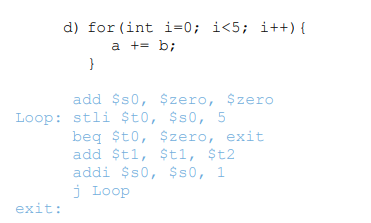 d) for(int i=0; i<5; i++){
a += b;
}
add $s0, $zero, $zero
Loop: stli $t0, $s0, 5
beq $t0, $zero, exit
add $t1, $t1, $t2
addi $s0, $s0, 1
j Loop
exit: